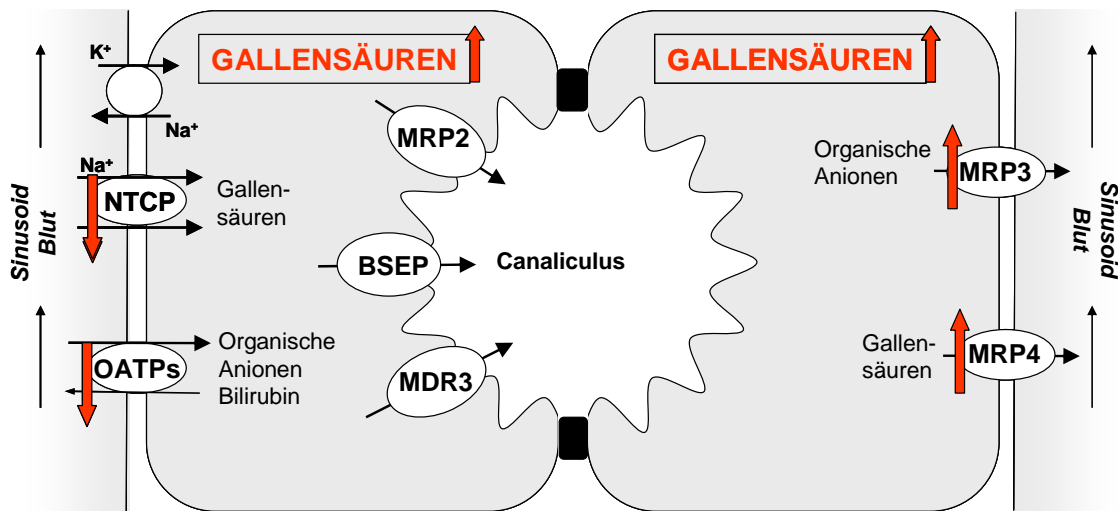 GALLENSÄUREN
GALLENSÄUREN
K⁺
Na⁺
Na⁺
NTCP
Gallen-
säuren
Sinusoid
Blut
OATPs
Organische
Anionen
Bilirubin
MRP2
BSEP
MDR3
Canaliculus
Organische
Anionen
MRP3
Gallen-
säuren
MRP4
Sinusoid
Blut